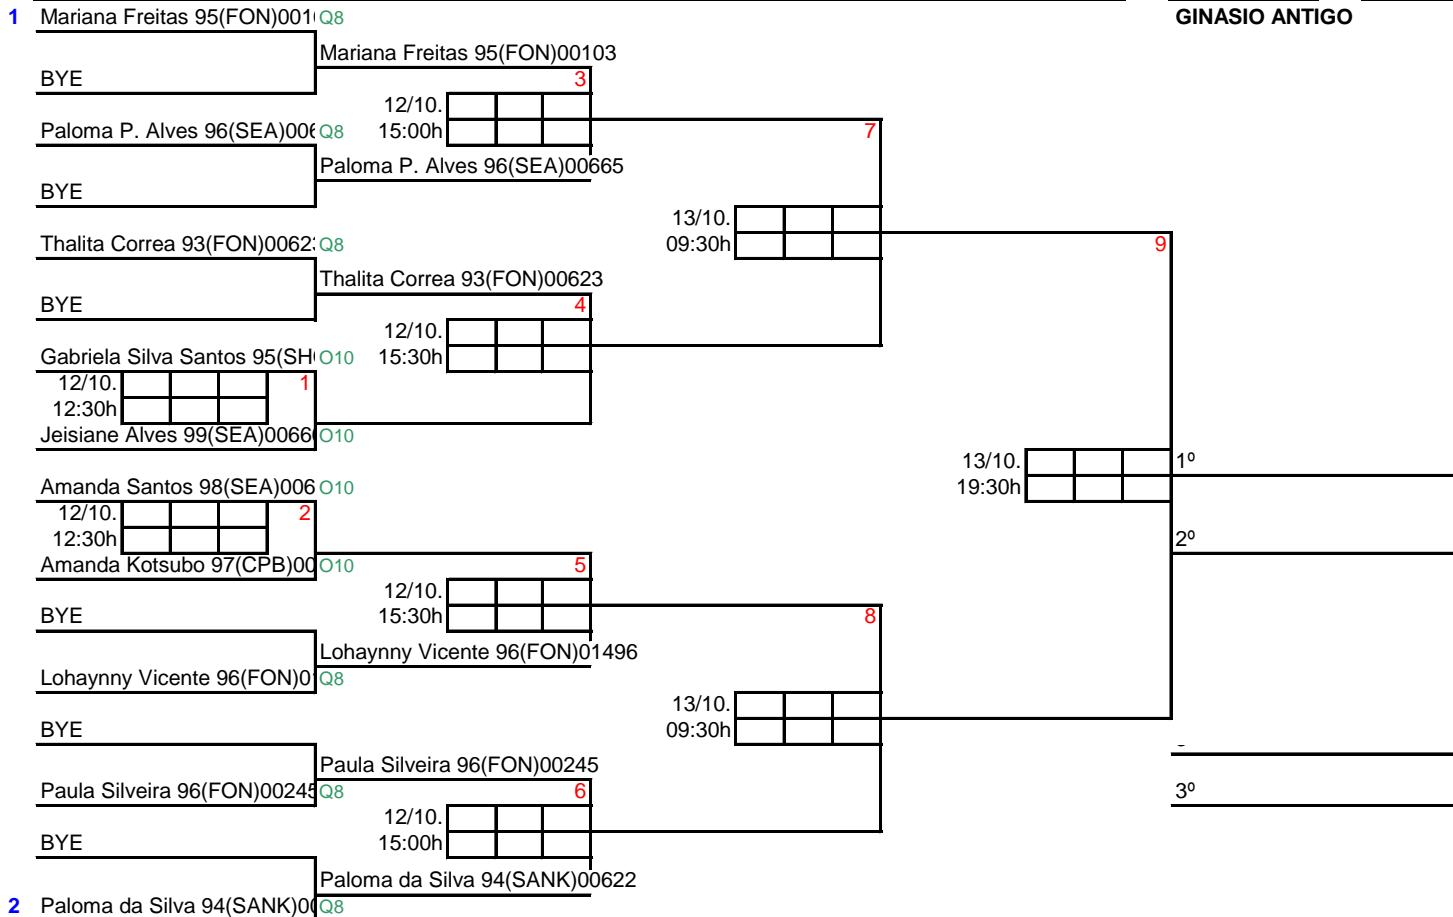 1 Mariana Freitas 95(FON)001 Q8
GINASIO ANTIGO
Mariana Freitas 95(FON)00103
BYE
3
12/10.
15:00h
7
Paloma P. Alves 96(SEA)006 Q8
Paloma P. Alves 96(SEA)00665
BYE
13/10.
09:30h
9
Thalita Correa 93(FON)0062 Q8
Thalita Correa 93(FON)00623
BYE
4
12/10.
15:30h
Gabriela Silva Santos 95(SH O10
12/10.
12:30h
1
Jeisiane Alves 99(SEA)0066 O10
13/10.
19:30h
1º
Amanda Santos 98(SEA)006 O10
12/10.
12:30h
2
2º
Amanda Kotsubo 97(CPB)00 O10
5
12/10.
15:30h
8
BYE
Lohaynny Vicente 96(FON)01496
Lohaynny Vicente 96(FON)0 Q8
13/10.
09:30h
BYE
Paula Silveira 96(FON)00245
Paula Silveira 96(FON)00245 Q8
6
3º
12/10.
15:00h
BYE
Paloma da Silva 94(SANK)00622
2 Paloma da Silva 94(SANK)00 Q8